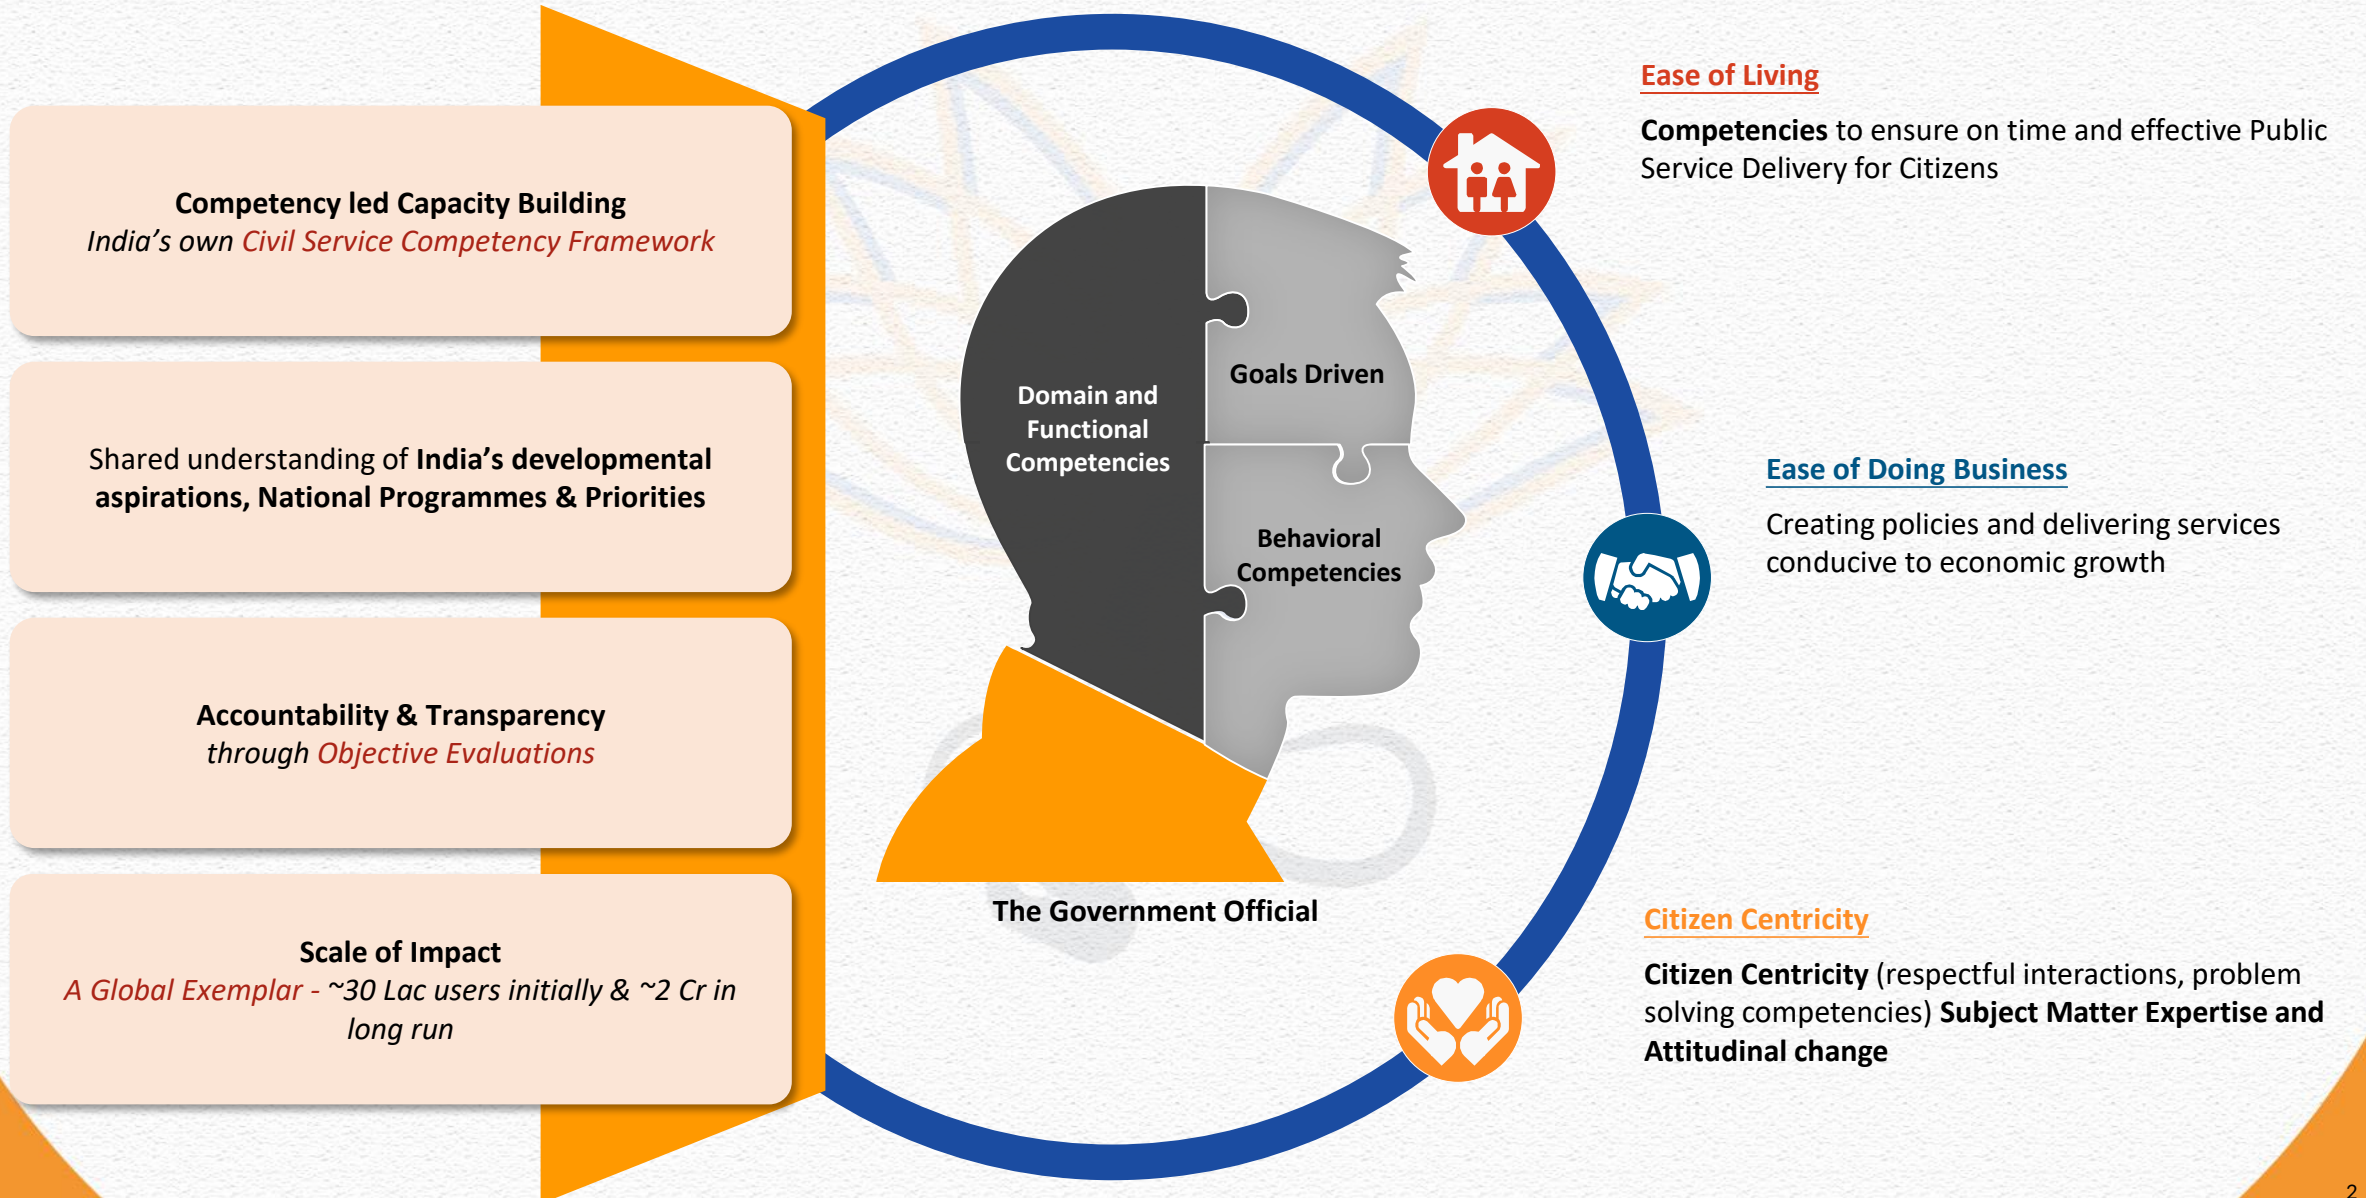 Competency led Capacity Building
India’s own Civil Service Competency Framework
Shared understanding of India’s developmental
aspirations, National Programmes & Priorities
Accountability & Transparency
through Objective Evaluations
Scale of Impact
A Global Exemplar - ~30 Lac users initially & ~2 Cr in
long run
Domain and
Functional
Competencies
Goals Driven
Behavioral
Competencies
The Government Official
Ease of Living
Competencies to ensure on time and effective Public
Service Delivery for Citizens
Ease of Doing Business
Creating policies and delivering services
conducive to economic growth
Citizen Centricity
Citizen Centricity (respectful interactions, problem
solving competencies) Subject Matter Expertise and
Attitudinal change
2